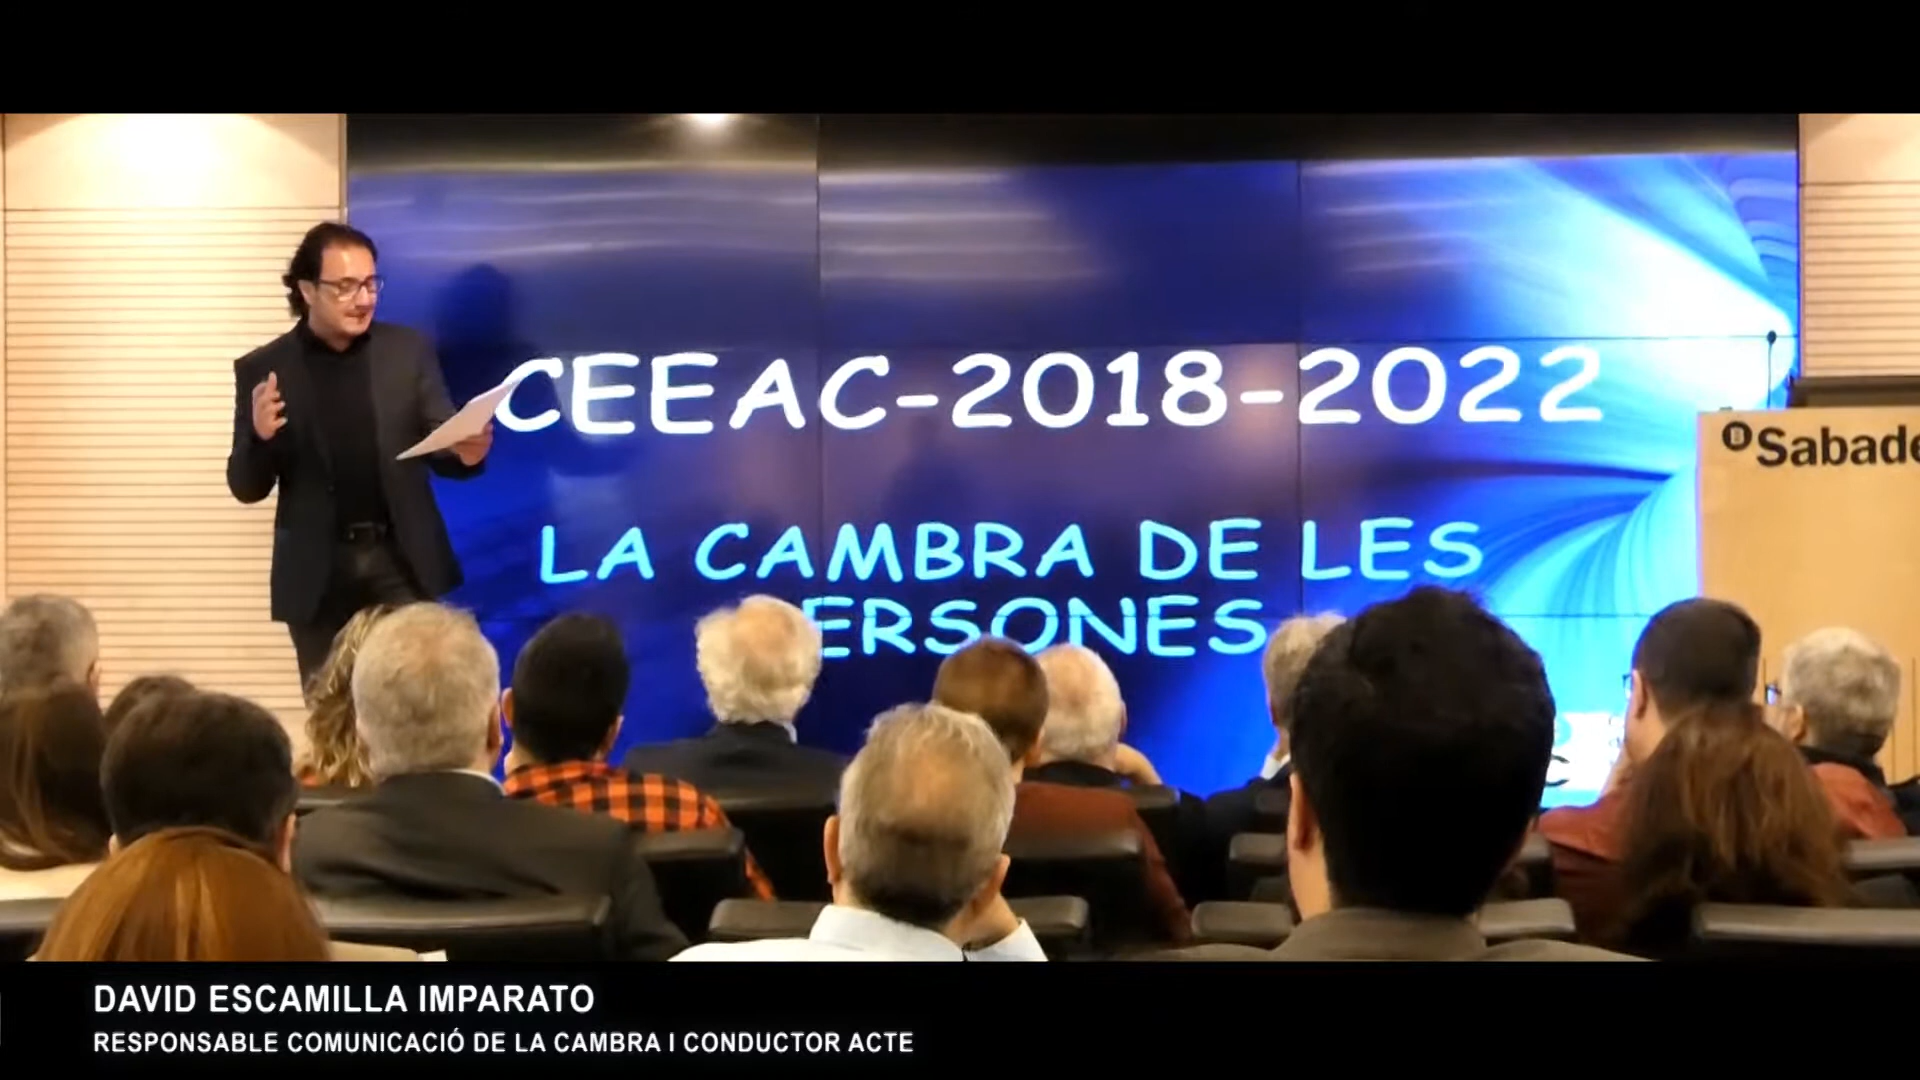 CEEAC-2018-2022
LA CAMBRA DE LES
ERSONES
Sabade
DAVID ESCAMILLA IMPARATO
RESPONSABLE COMUNICACIÓ DE LA CAMBRA I CONDUCTOR ACTE